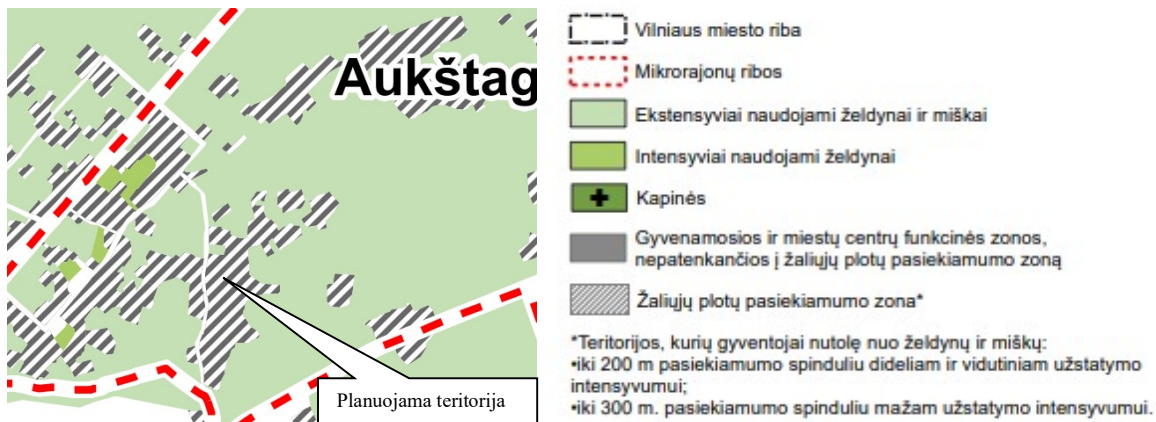 Aukštag
Planuojama teritorija
Vilniaus miesto riba
Mikrorajonų ribos
Ekstensyviai naudojami želdynai ir miškai
Intensyviai naudojami želdynai
Kapinės
Gyvenamosios ir miestų centrų funkcinės zonos,
nepatenkančios į žaliųjų plotų pasiekiamumo zoną
Žaliųjų plotų pasiekiamumo zona*
*Teritorijos, kurių gyventojai nutolę nuo želdynų ir miškų:
•iki 200 m pasiekiamumo spinduliu dideliam ir vidutiniam užstatymo
intensyvumui;
•iki 300 m. pasiekiamumo spinduliu mažam užstatymo intensyvumui.